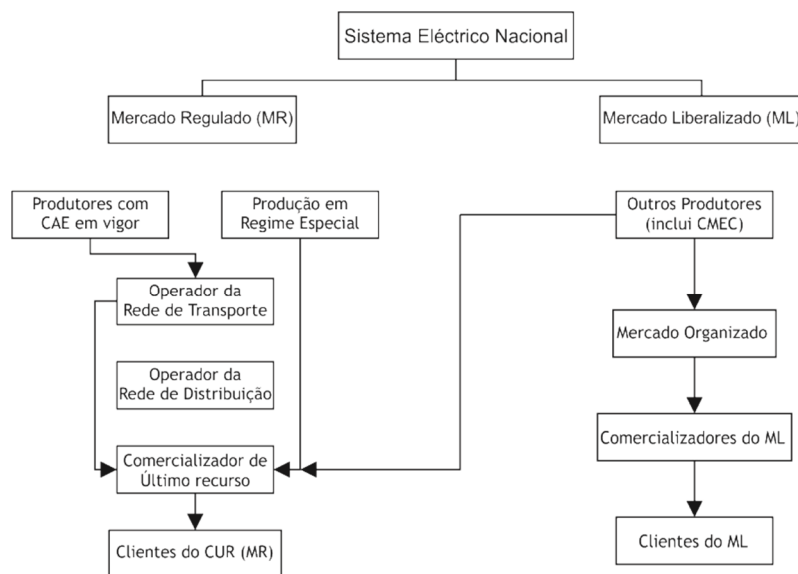 Sistema Eléctrico Nacional
Mercado Regulado (MR)
Mercado Liberalizado (ML)
Produtores com
CAE em vigor
Produção em
Regime Especial
Outros Produtores
(inclui CMEC)
Operador da
Rede de Transporte
Mercado Organizado
Operador da
Rede de Distribuição
Comercializadores do ML
Comercializador de
Último recurso
Clientes do CUR (MR)
Clientes do ML